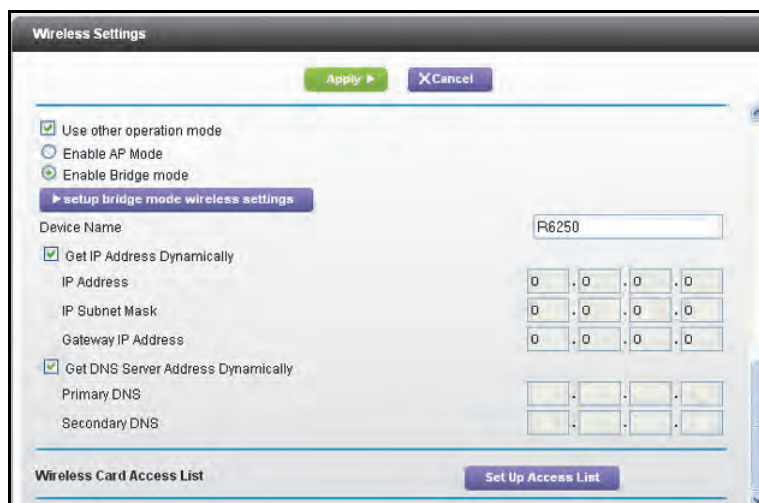 Wireless Settings
Apply ▶ X Cancel
Use other operation mode
Enable AP Mode
Enable Bridge mode
▶ setup bridge mode wireless settings
Device Name R6250
Get IP Address Dynamically
IP Address 0 . 0 . 0 . 0
IP Subnet Mask 0 . 0 . 0 . 0
Gateway IP Address 0 . 0 . 0 . 0
Get DNS Server Address Dynamically
Primary DNS . . .
Secondary DNS . . .
Wireless Card Access List Set Up Access List